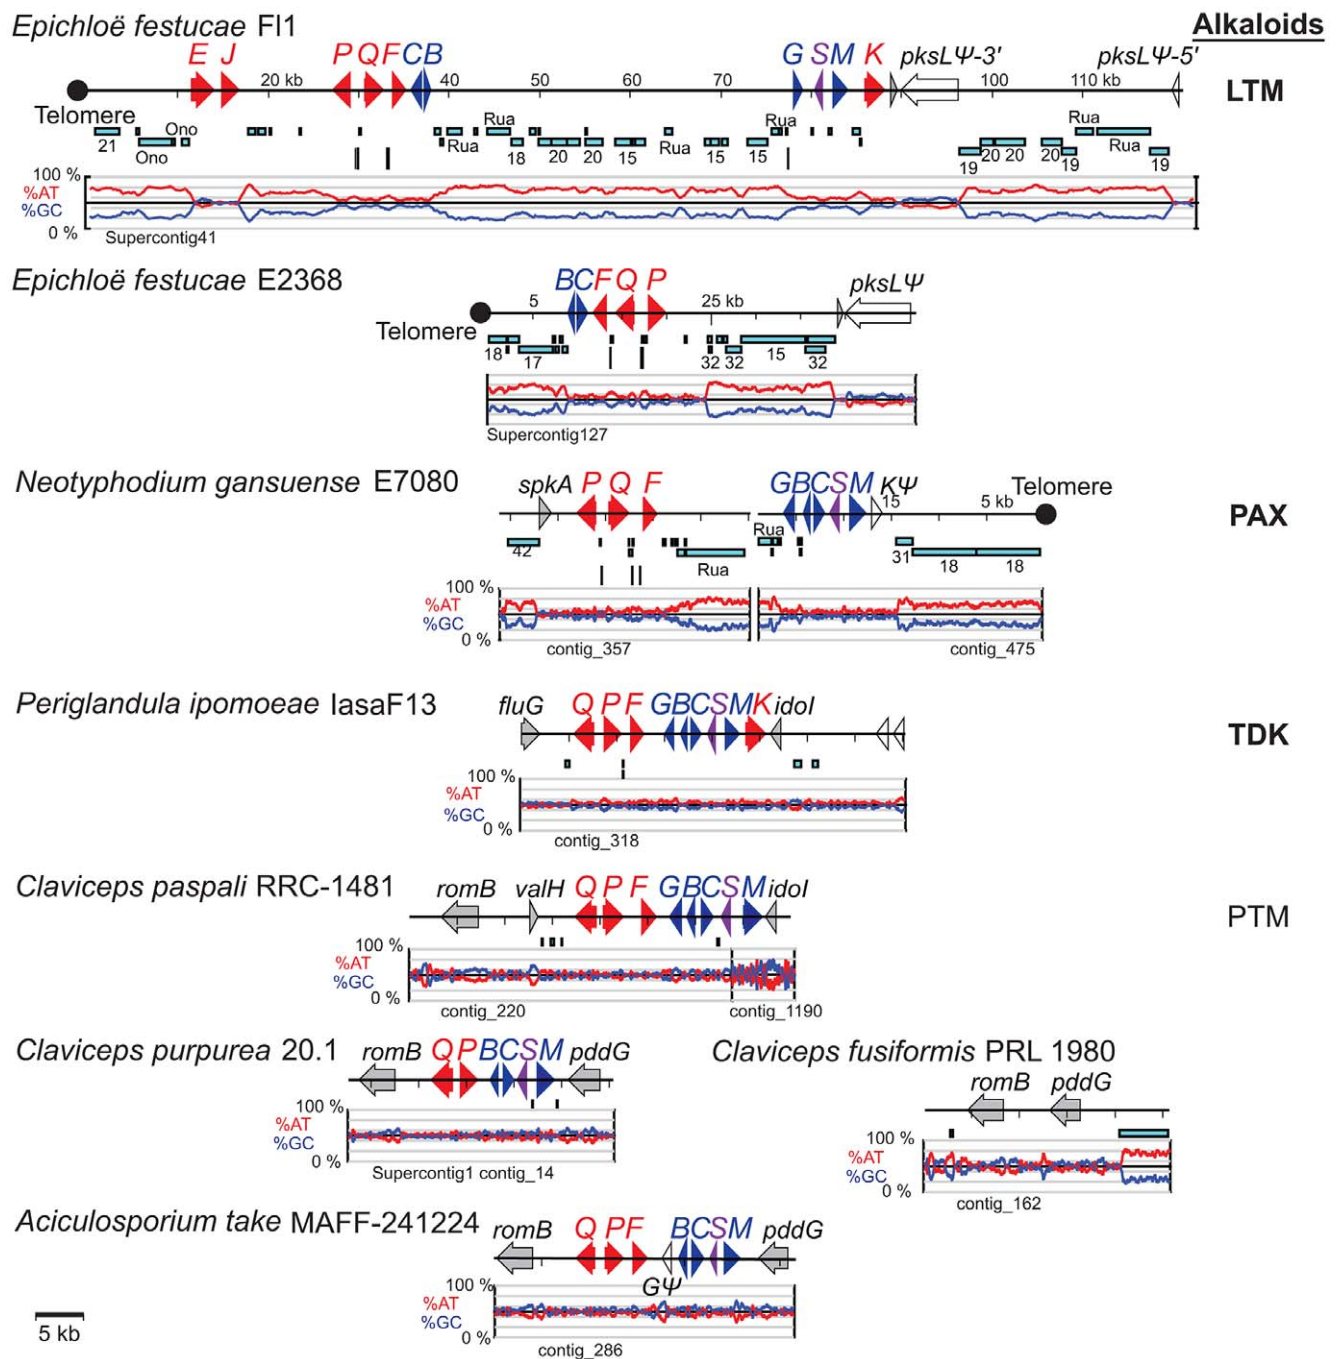 Epichloë festucae Fl1
Alkaloids
E J P Q F C B G S M K pksLΨ-3' pksLΨ-5'
20 kb 40 50 60 70 100 110 kb
LTM
Telomere
21 Ono Ono Rua Rua 18 20 20 15 Rua 15 15 Rua 19 20 20 20 19 Rua Rua 19
100 %
%AT
%GC
0 %
Supercontig41
Epichloë festucae E2368
B C F Q P pksLΨ
5 25 kb
Telomere
18 17 32 32 15 32
Supercontig127
Neotyphodium gansuense E7080
spkA P Q F G B C S M KΨ
15 5 kb Telomere
PAX
42 Rua Rua 31 18 18
100 %
%AT
%GC
0 %
contig_357 contig_475
Periglandula ipomoeae IasaF13
fluG Q P F G B C S M K idoI
TDK
100 %
%AT
%GC
0 %
contig_318
Claviceps paspali RRC-1481
romB valH Q P F G B C S M idoI
PTM
100 %
%AT
%GC
0 %
contig_220 contig_1190
Claviceps purpurea 20.1
romB Q P B C S M pddG
100 %
%AT
%GC
0 %
Supercontig1 contig_14
Claviceps fusiformis PRL 1980
romB pddG
100 %
%AT
%GC
0 %
contig_162
Aciculosporium take MAFF-241224
romB Q P F B C S M pddG
GΨ
100 %
%AT
%GC
0 %
contig_286
5 kb